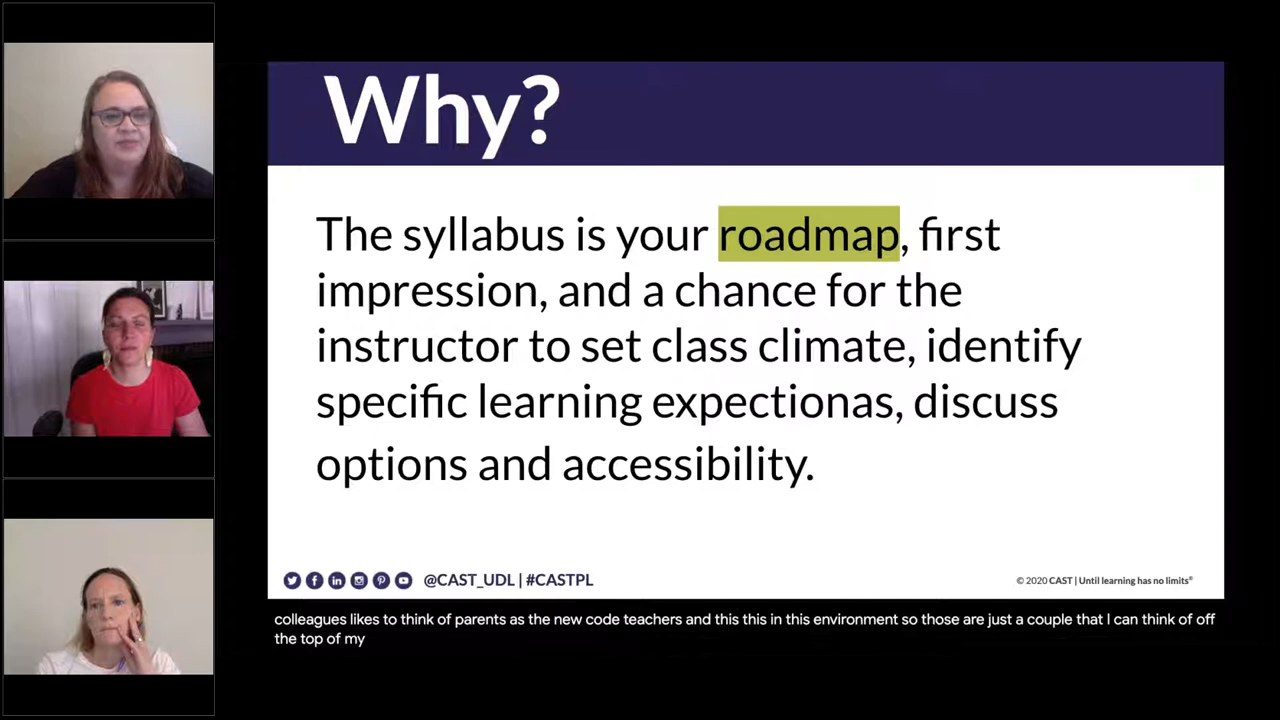 Why?
The syllabus is your roadmap, first
impression, and a chance for the
instructor to set class climate, identify
specific learning expectionas, discuss
options and accessibility.
@CAST_UDL | #CASTPL
© 2020 CAST | Until learning has no limits®
colleagues likes to think of parents as the new code teachers and this this in this environment so those are just a couple that I can think of off
the top of my